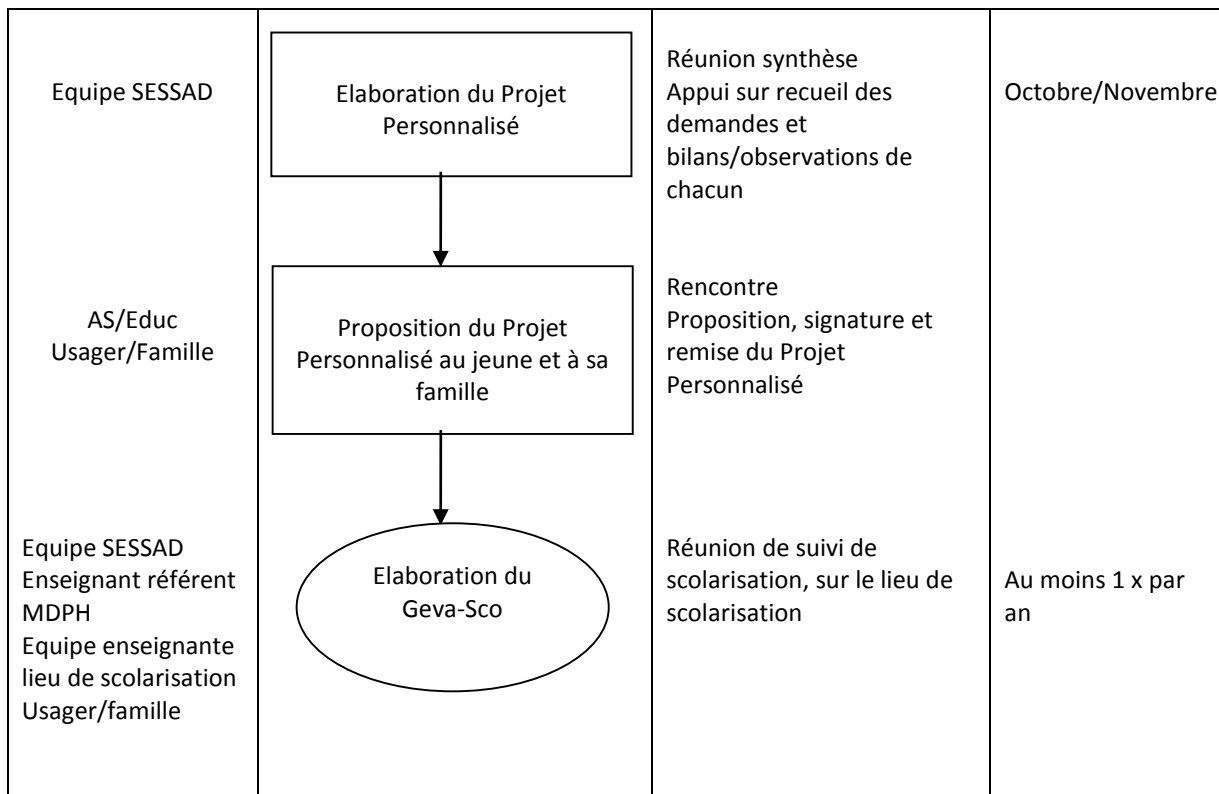 Equipe SESSAD
Elaboration du Projet
Personnalisé
Réunion synthèse
Appui sur recueil des
demandes et
bilans/observations de
chacun
Octobre/Novembre
AS/Educ
Usager/Famille
Proposition du Projet
Personnalisé au jeune et à sa
famille
Rencontre
Proposition, signature et
remise du Projet
Personnalisé
Equipe SESSAD
Enseignant référent
MDPH
Equipe enseignante
lieu de scolarisation
Usager/famille
Elaboration du
Geva-Sco
Réunion de suivi de
scolarisation, sur le lieu de
scolarisation
Au moins 1 x par
an